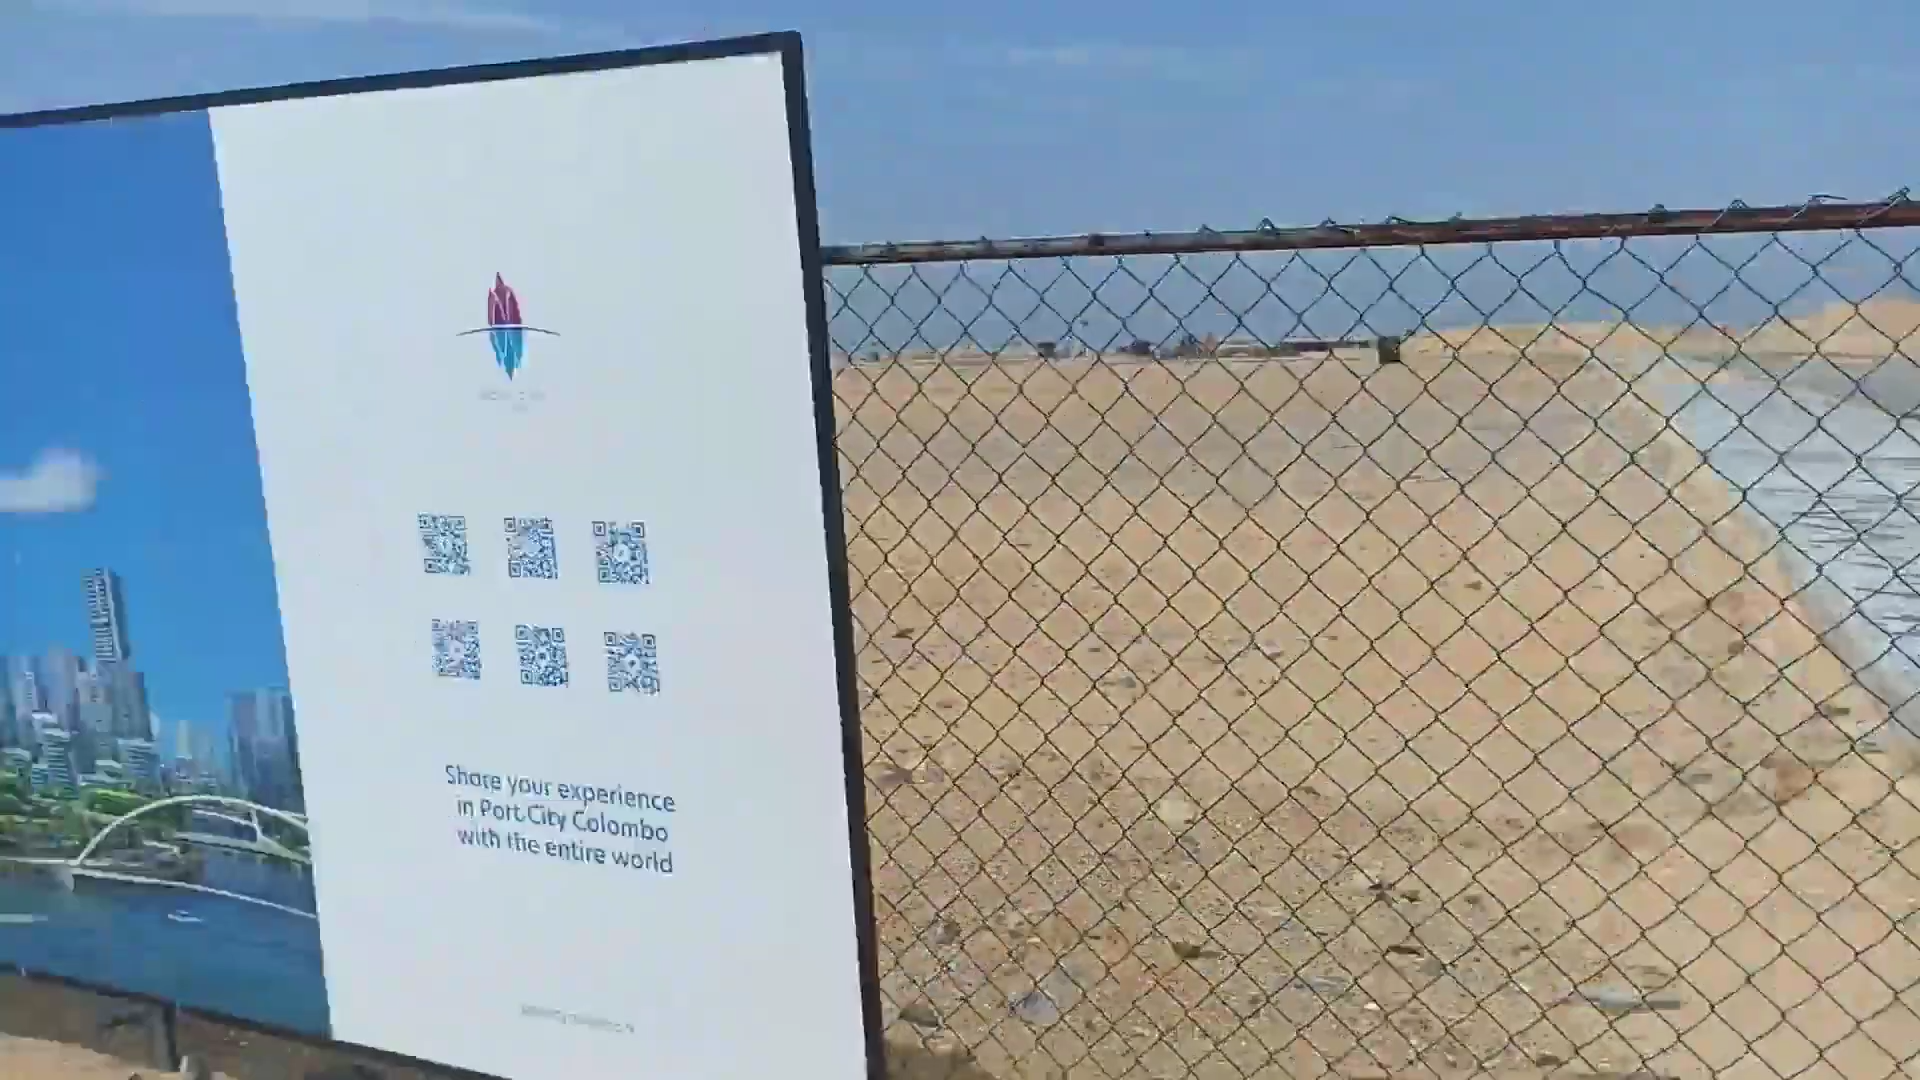 Share your experience
in Port City Colombo
with the entire world